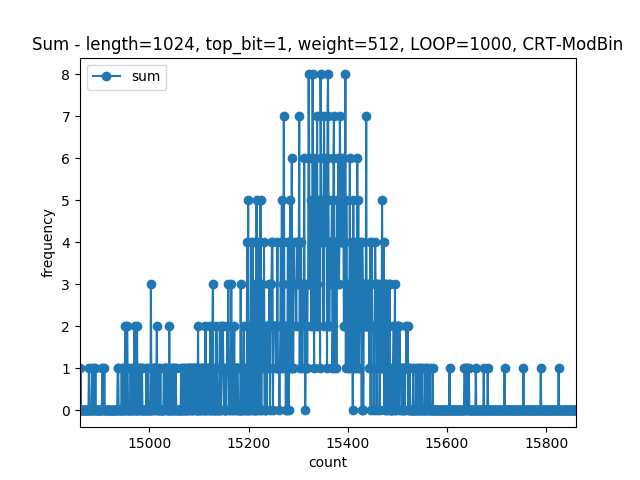 Sum - length=1024, top_bit=1, weight=512, LOOP=1000, CRT-ModBin
sum
8
7
6
5
4
3
2
1
0
frequency
15000 15200 15400 15600 15800
count